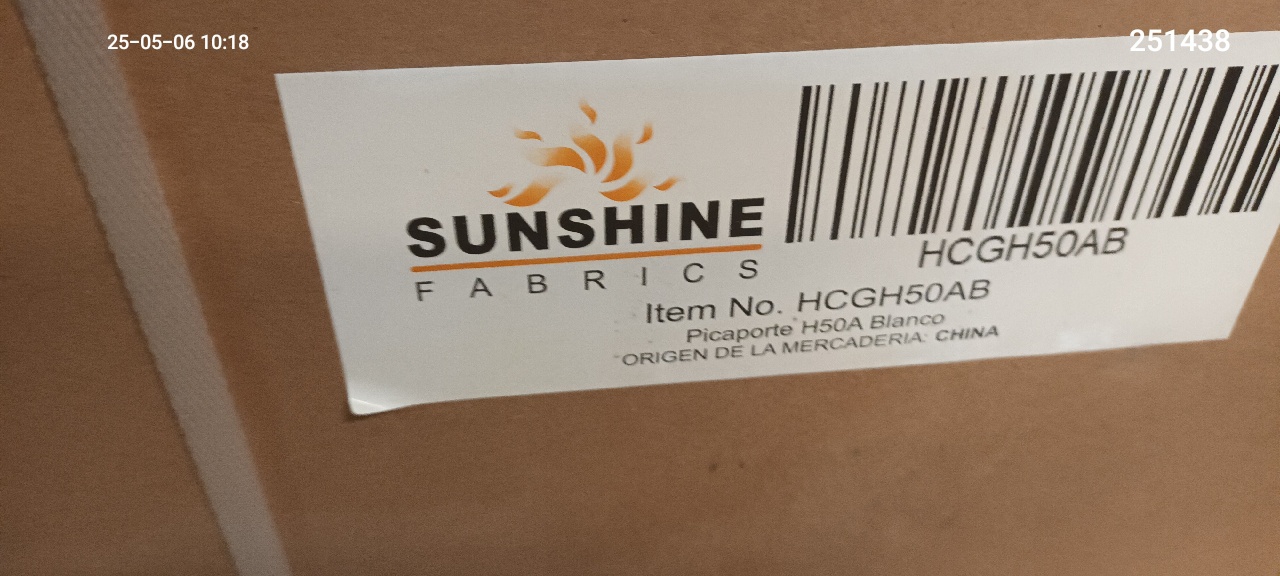 25-05-06 10:18
251438
SUNSHINE
FABRICS
HCGH50AB
Item No. HCGH50AB
Picaporte H50A Blanco
ORIGEN DE LA MERCADERIA: CHINA